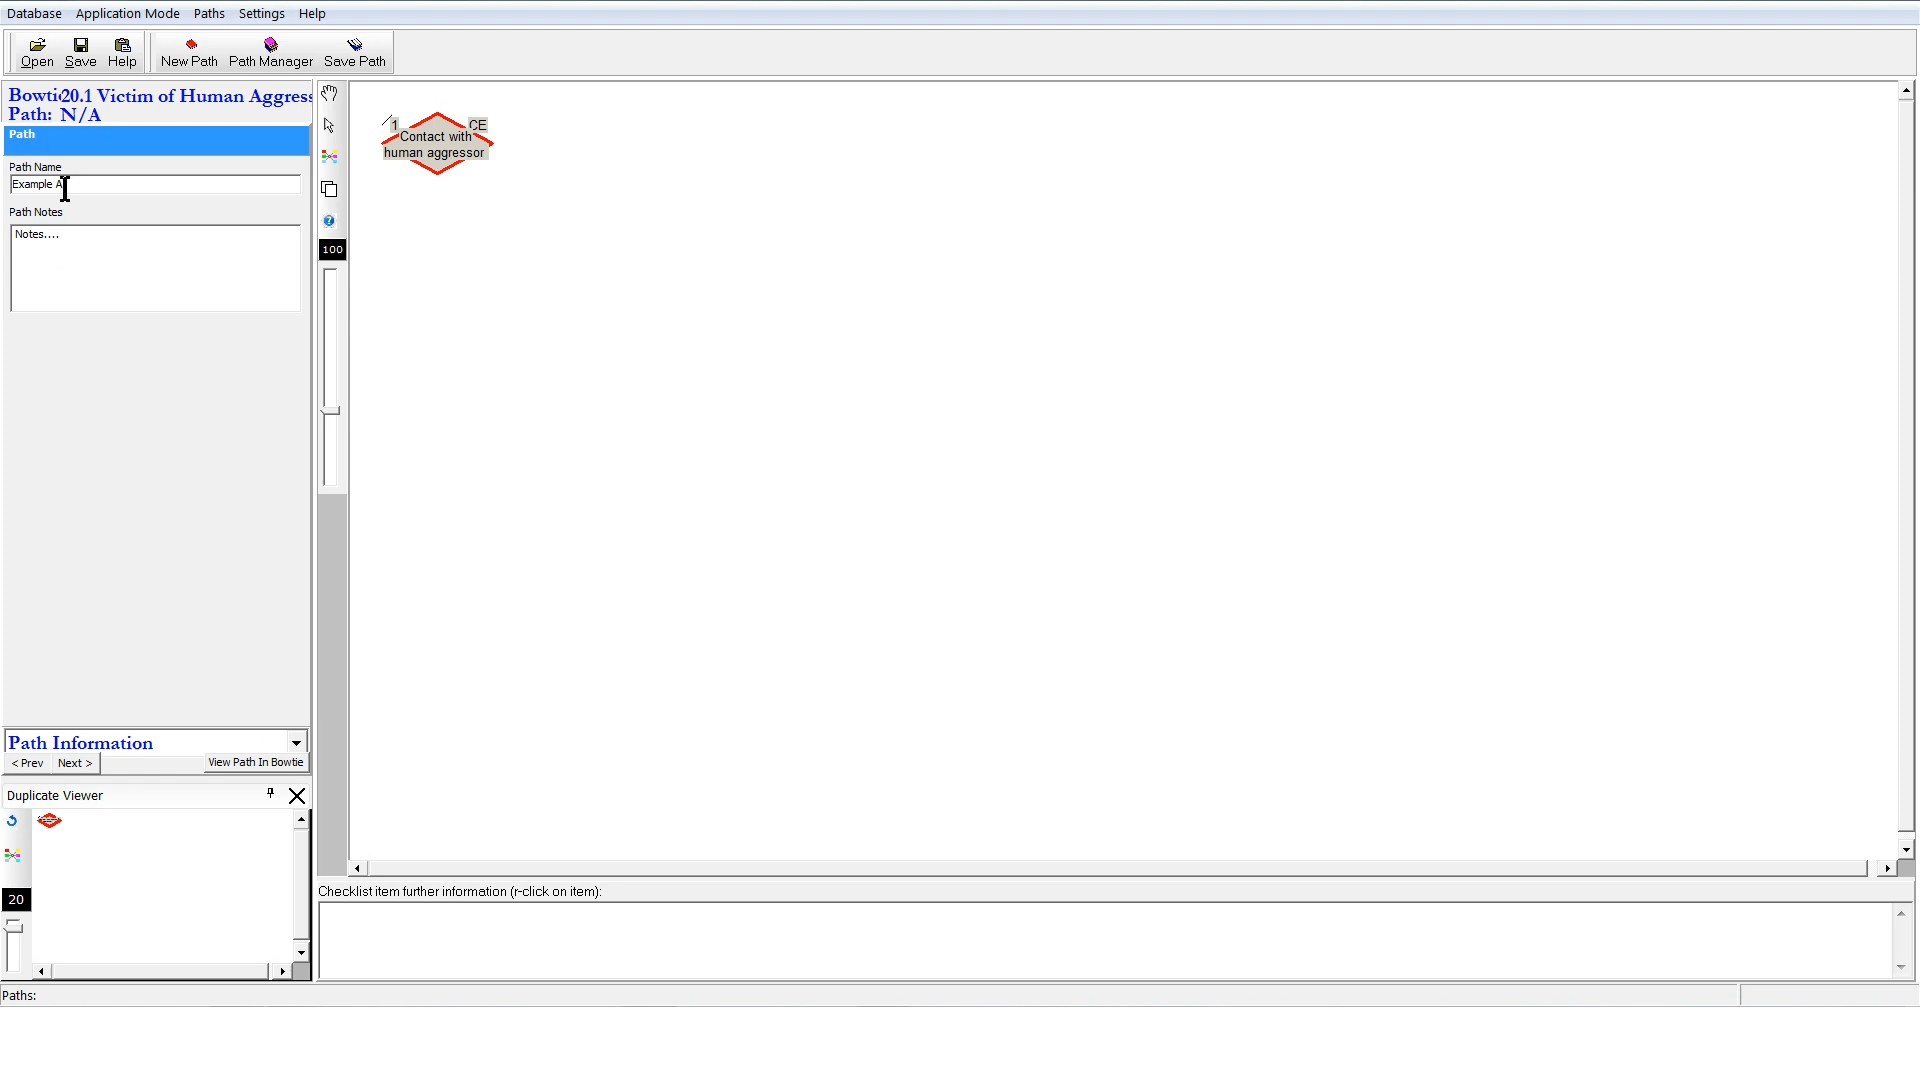 Database Application Mode Paths Settings Help
Open Save Help New Path Path Manager Save Path
Bowti 20.1 Victim of Human Aggress
Path: N/A
Path
Path Name
Example A
Path Notes
Notes....
1 CE
Contact with
human aggressor
100
Path Information
< Prev Next > View Path In Bowtie
Duplicate Viewer
20
Checklist item further information (r-click on item):
Paths: